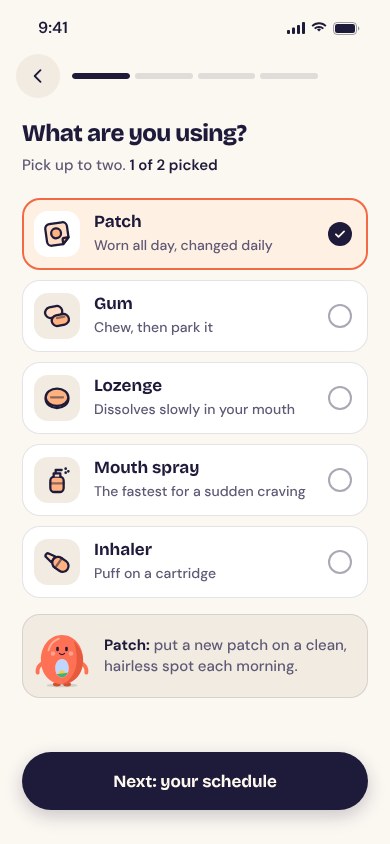 9:41
What are you using?
Pick up to two. 1 of 2 picked
Patch
Worn all day, changed daily
Gum
Chew, then park it
Lozenge
Dissolves slowly in your mouth
Mouth spray
The fastest for a sudden craving
Inhaler
Puff on a cartridge
Patch: put a new patch on a clean,
hairless spot each morning.
Next: your schedule